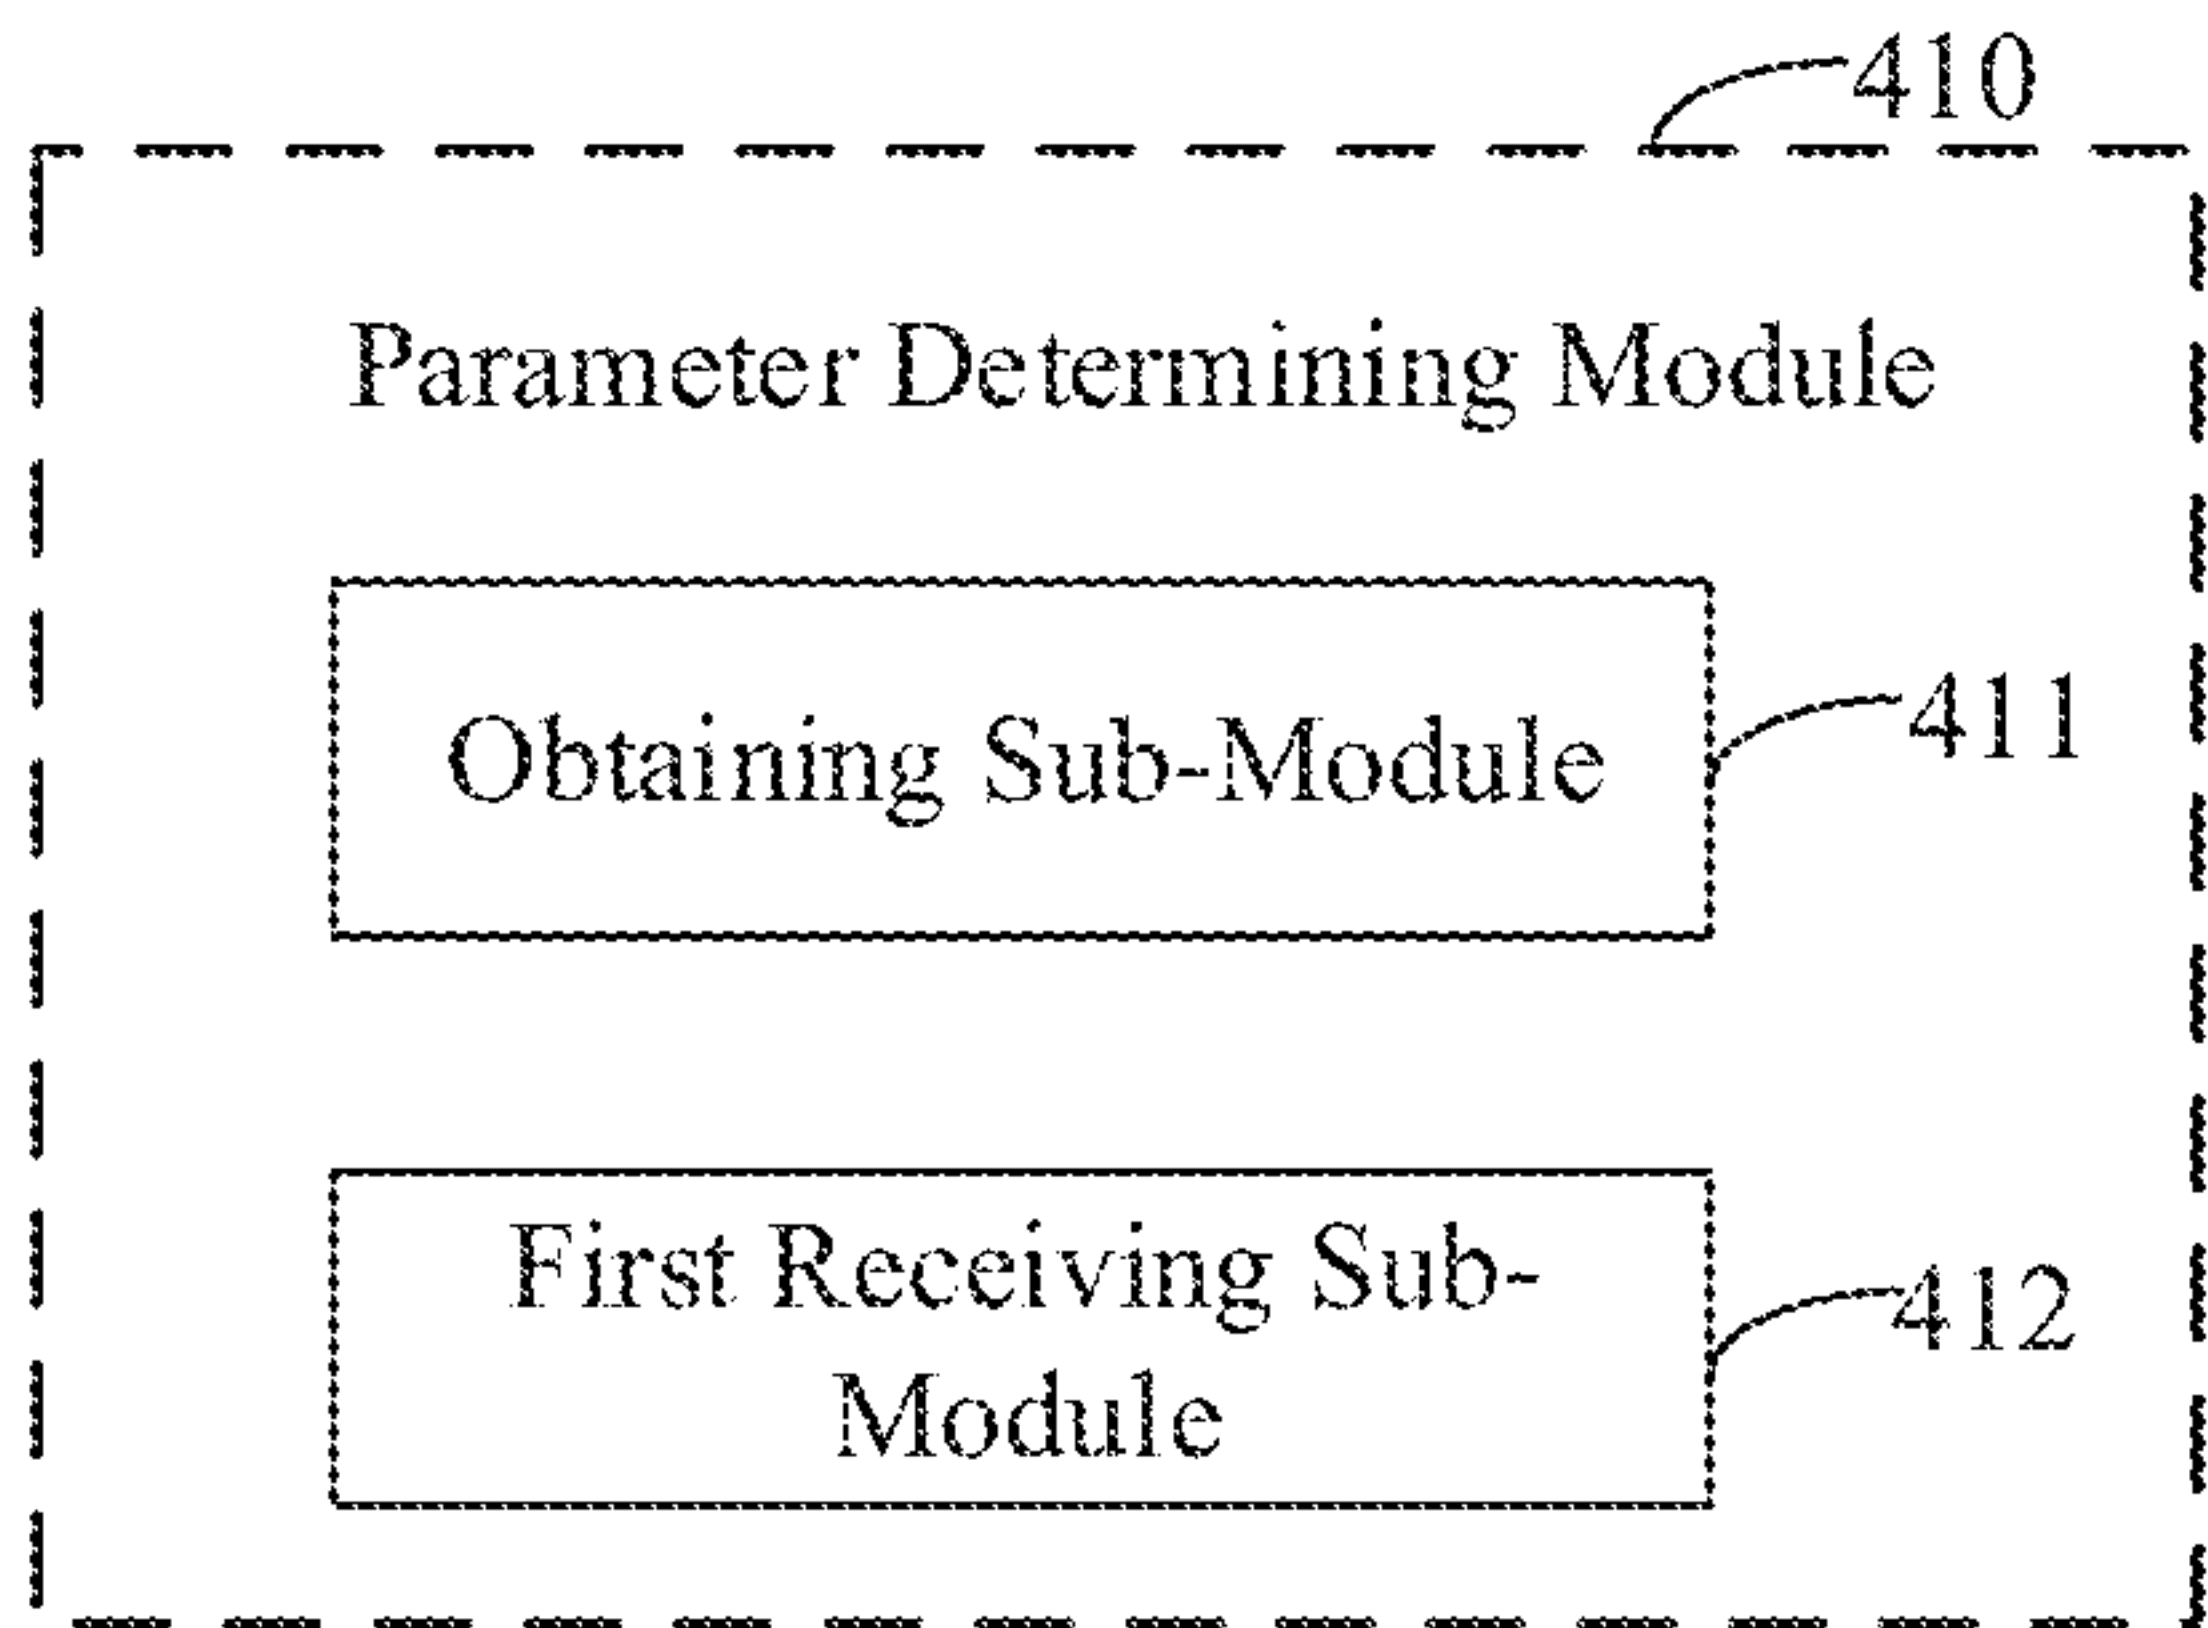 410
Parameter Determining Module
Obtaining Sub-Module
411
First Receiving Sub-
Module
412